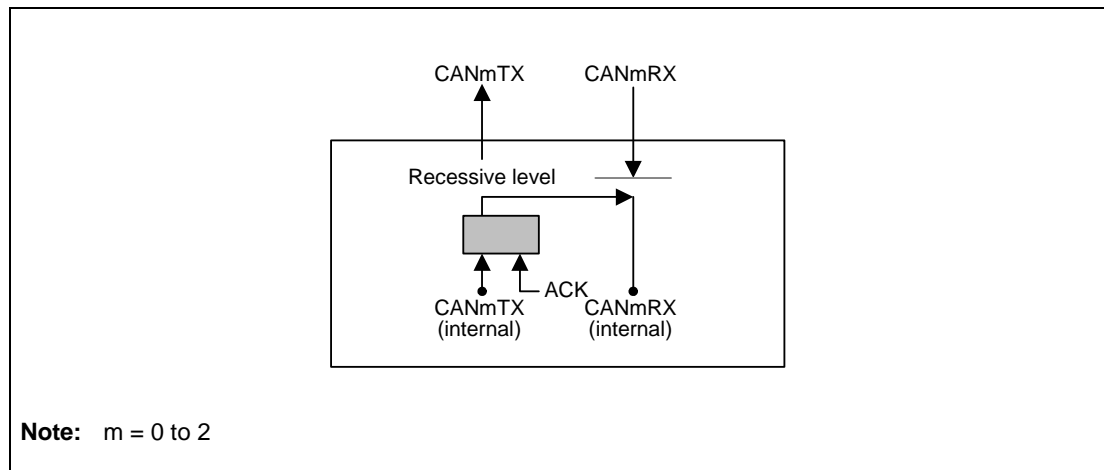 CANmTX CANmRX
Recessive level
ACK
CANmTX
(internal)
CANmRX
(internal)
Note: m = 0 to 2